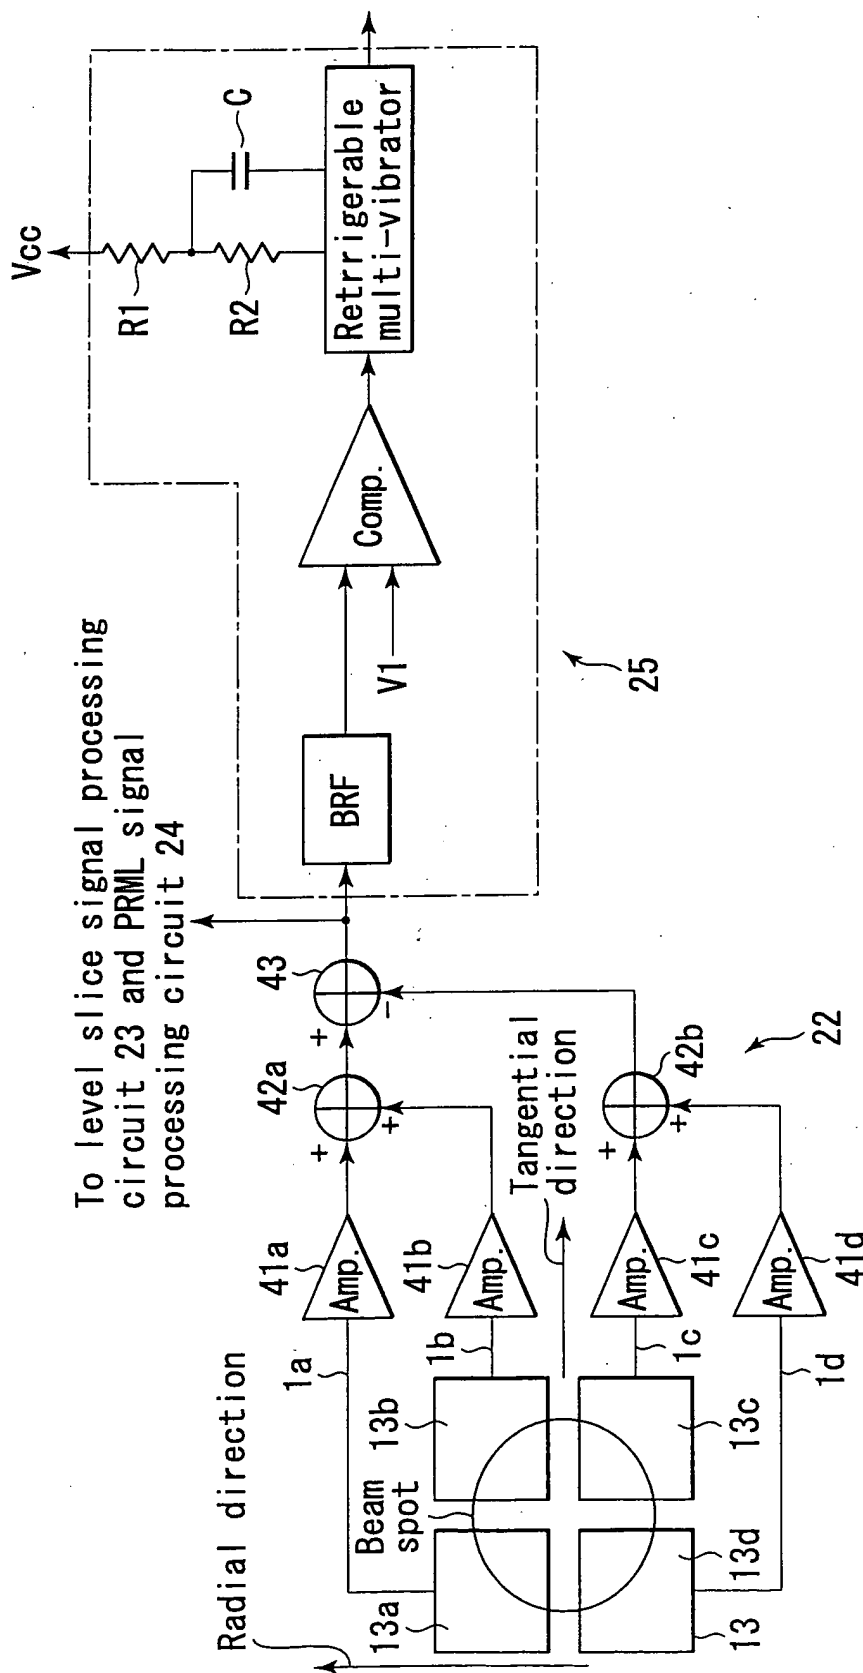 Radial direction
13a
Beam
spot
13b
13
13d
13c
1a
1b
1c
1d
41a
Amp.
41b
Amp.
41c
Amp.
41d
Amp.
Tangential
direction
42a
+
+
42b
+
+
43
+
-
22
To level slice signal processing
circuit 23 and PRML signal
processing circuit 24
BRF
V1
Comp.
25
Vcc
R1
R2
C
Retrrigerable
multi-vibrator